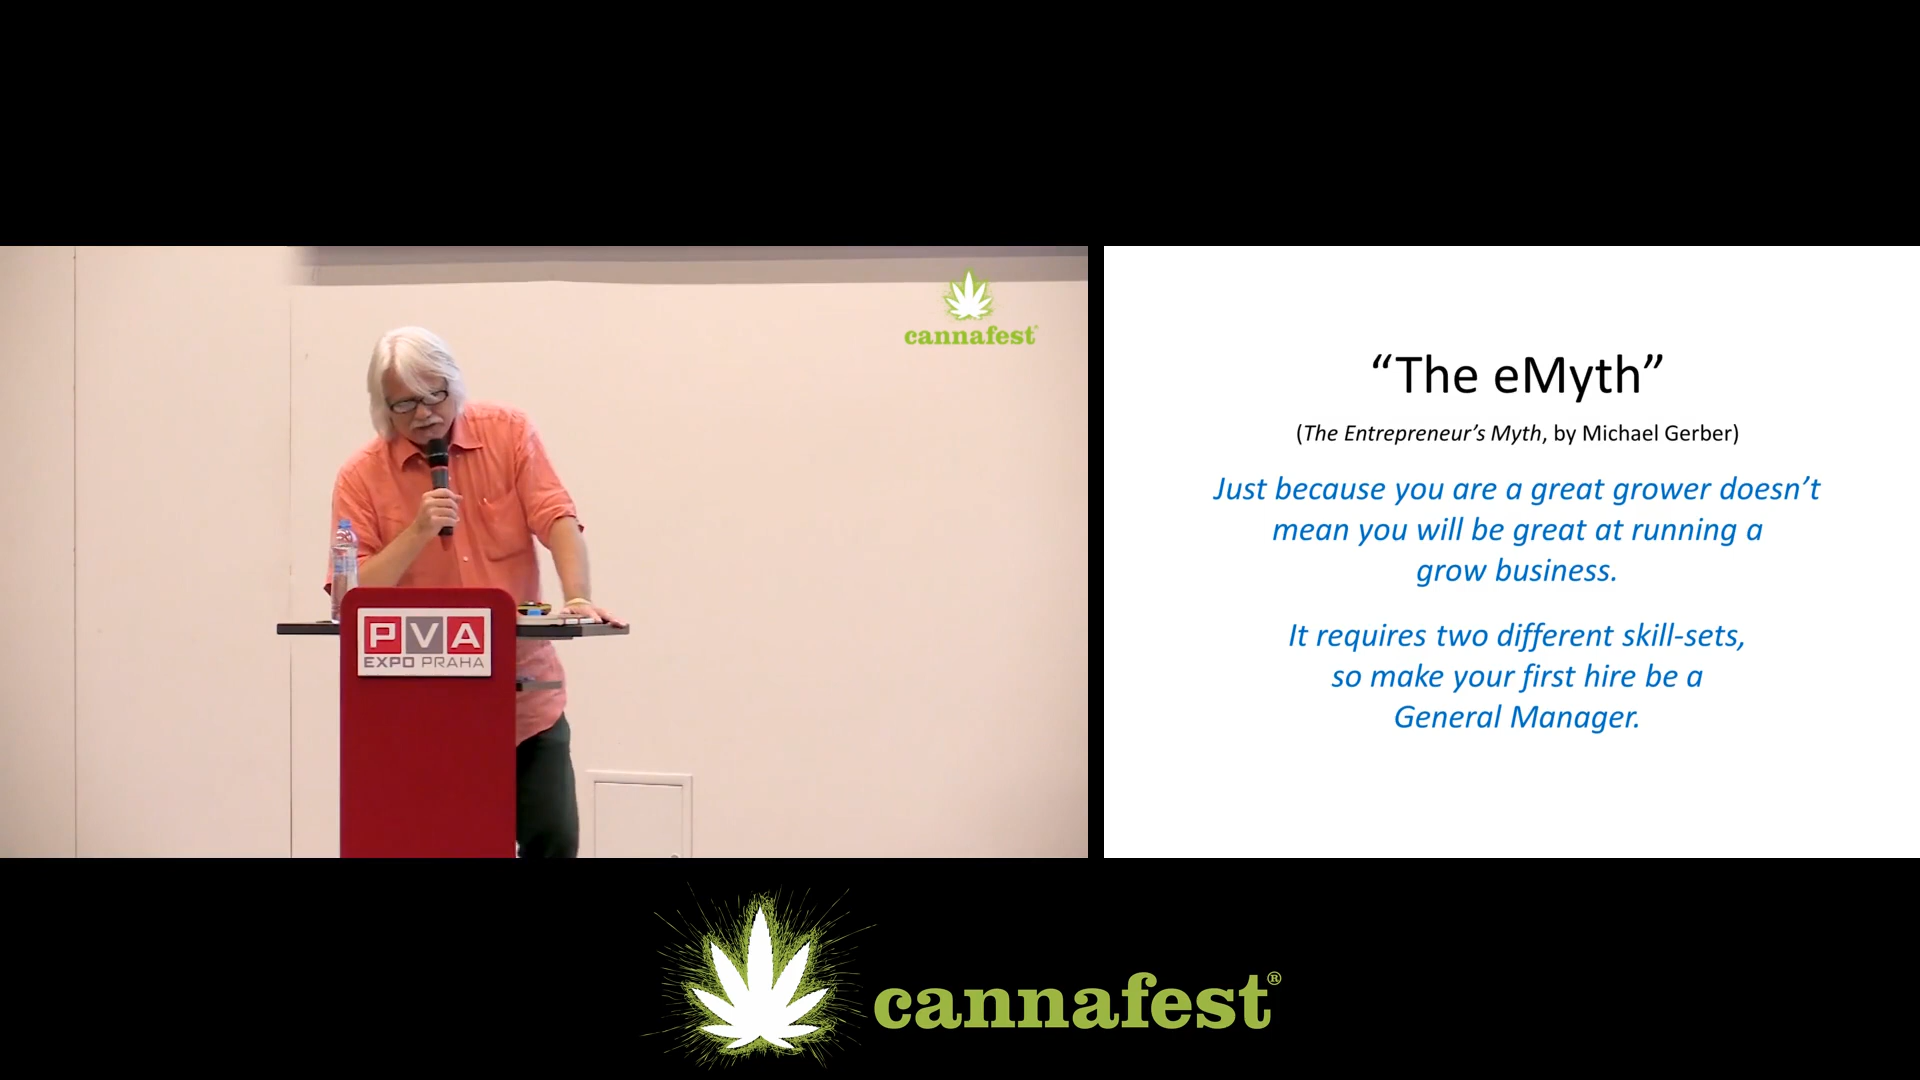 cannafest
PVA
EXPO PRAHA
“The eMyth”
(The Entrepreneur’s Myth, by Michael Gerber)
Just because you are a great grower doesn’t
mean you will be great at running a
grow business.
It requires two different skill-sets,
so make your first hire be a
General Manager.
cannafest®